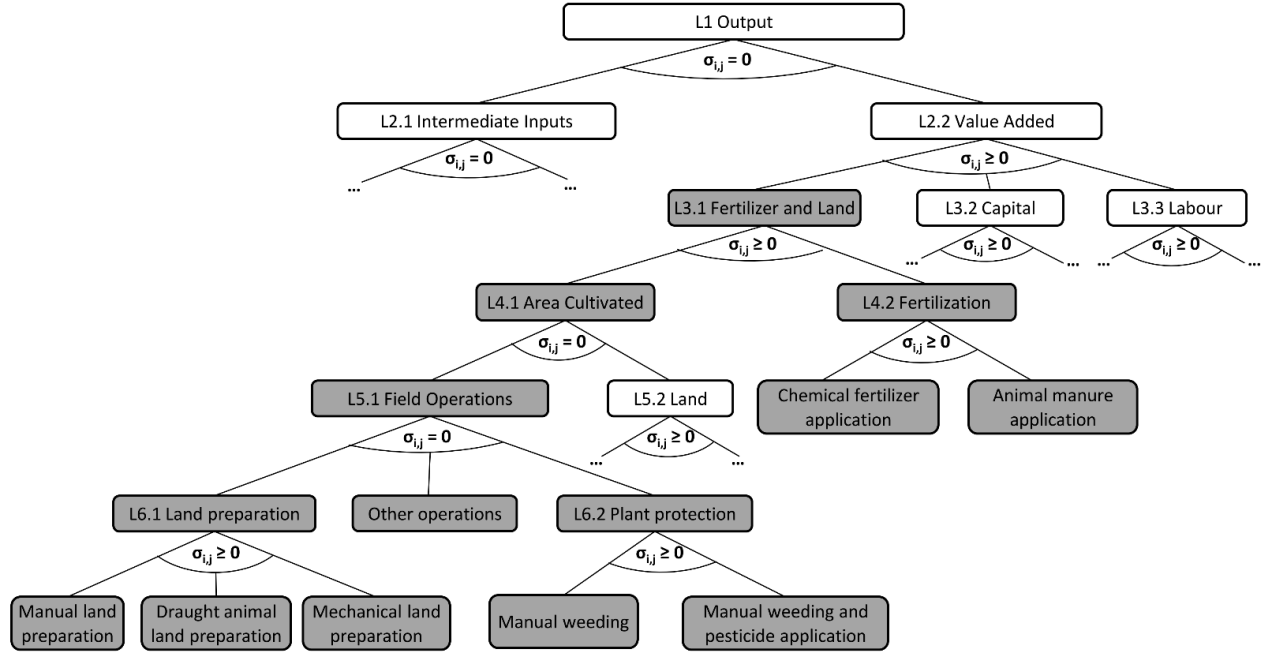 L1 Output
σi,j = 0
L2.1 Intermediate Inputs
L2.2 Value Added
σi,j = 0
σi,j ≥ 0
...
...
L3.1 Fertilizer and Land
L3.2 Capital
L3.3 Labour
σi,j ≥ 0
σi,j ≥ 0
σi,j ≥ 0
...
...
...
...
L4.1 Area Cultivated
L4.2 Fertilization
σi,j = 0
σi,j ≥ 0
L5.1 Field Operations
L5.2 Land
Chemical fertilizer
application
Animal manure
application
σi,j = 0
σi,j ≥ 0
...
...
L6.1 Land preparation
Other operations
L6.2 Plant protection
σi,j ≥ 0
σi,j ≥ 0
Manual land
preparation
Draught animal
land preparation
Mechanical land
preparation
Manual weeding
Manual weeding and
pesticide application